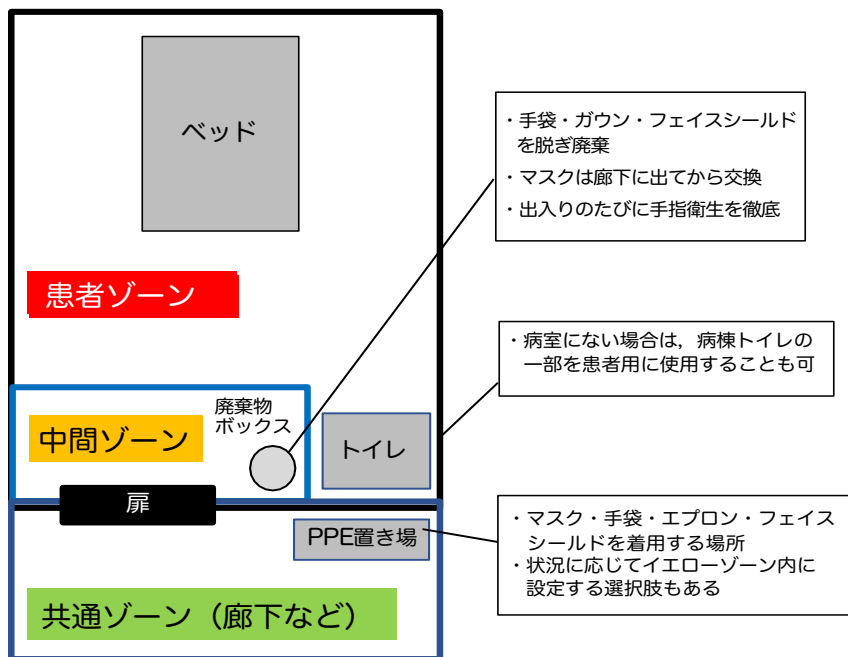 ベッド
・手袋・ガウン・フェイスシールド
を脱ぎ廃棄
・マスクは廊下に出てから交換
・出入りのたびに手指衛生を徹底
患者ゾーン
・病室にない場合は，病棟トイレの
一部を患者用に使用することも可
廃棄物
ボックス
中間ゾーン
トイレ
扉
PPE置き場
・マスク・手袋・エプロン・フェイス
シールドを着用する場所
・状況に応じてイエローゾーン内に
設定する選択肢もある
共通ゾーン（廊下など）